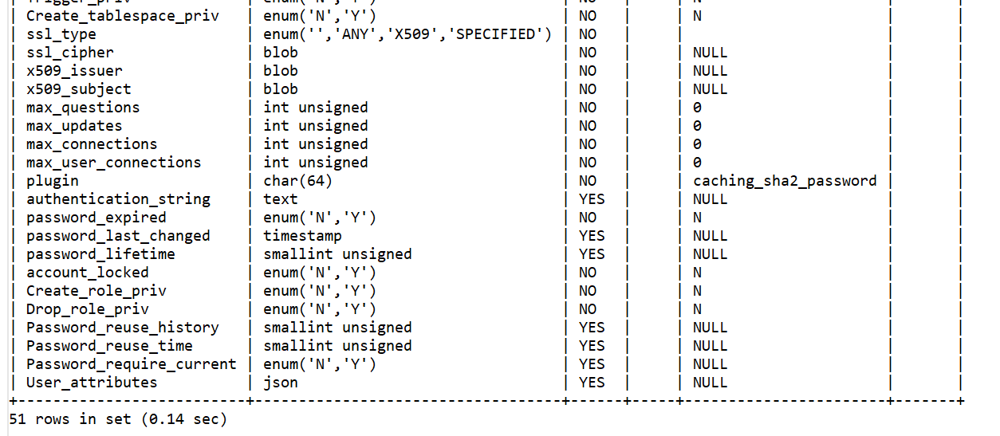 | Create_tablespace_priv | enum('N','Y') | NO | | N | |
| ssl_type | enum('','ANY','X509','SPECIFIED') | NO | | | |
| ssl_cipher | blob | NO | | NULL | |
| x509_issuer | blob | NO | | NULL | |
| x509_subject | blob | NO | | NULL | |
| max_questions | int unsigned | NO | | 0 | |
| max_updates | int unsigned | NO | | 0 | |
| max_connections | int unsigned | NO | | 0 | |
| max_user_connections | int unsigned | NO | | 0 | |
| plugin | char(64) | NO | | caching_sha2_password | |
| authentication_string | text | YES | | NULL | |
| password_expired | enum('N','Y') | NO | | N | |
| password_last_changed | timestamp | YES | | NULL | |
| password_lifetime | smallint unsigned | YES | | NULL | |
| account_locked | enum('N','Y') | NO | | N | |
| Create_role_priv | enum('N','Y') | NO | | N | |
| Drop_role_priv | enum('N','Y') | NO | | N | |
| Password_reuse_history | smallint unsigned | YES | | NULL | |
| Password_reuse_time | smallint unsigned | YES | | NULL | |
| Password_require_current | enum('N','Y') | YES | | NULL | |
| User_attributes | json | YES | | NULL | |
+--------------------------+-----------------------------------+------+-----+-----------------------+-------+
51 rows in set (0.14 sec)